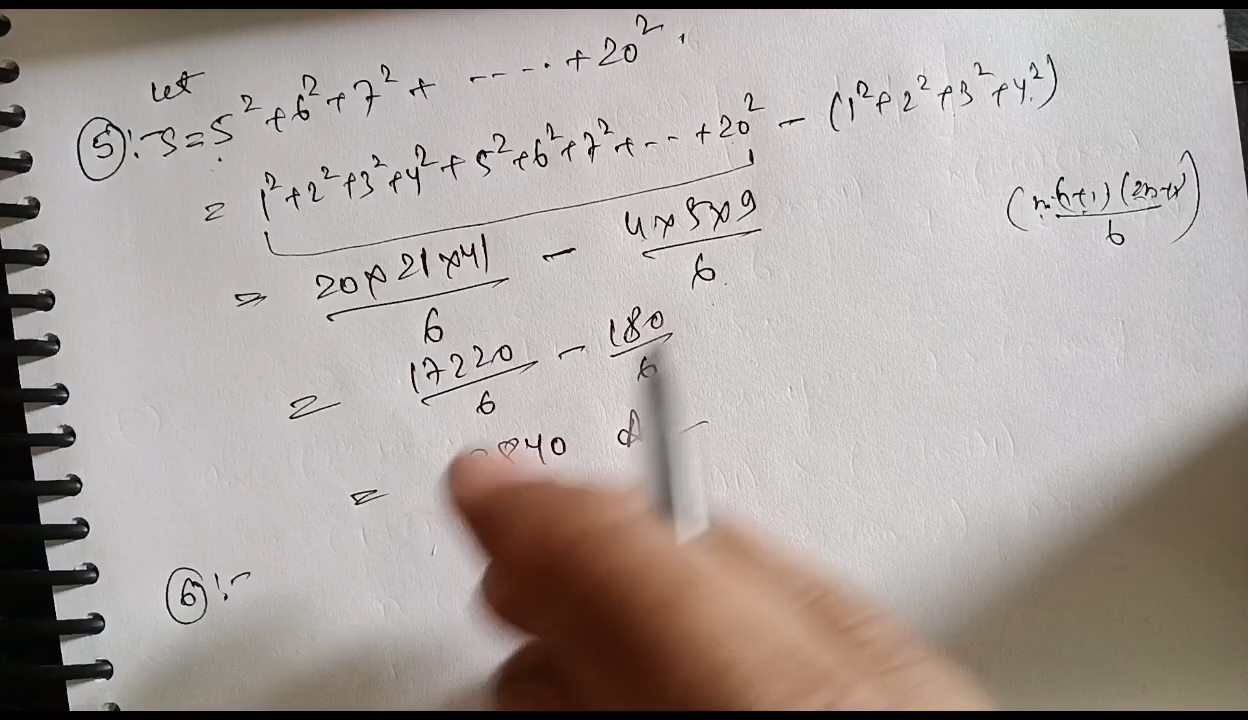 let
(5):- S = 5² + 6² + 7² + ----- + 20².
= 1² + 2² + 3² + 4² + 5² + 6² + 7² + --- + 20² - (1² + 2² + 3² + 4²)
(n(n+1)(2n+1)/6)
= 20×21×41/6 - 4×5×9/6
= 17220/6 - 180/6
= 840
(6):-